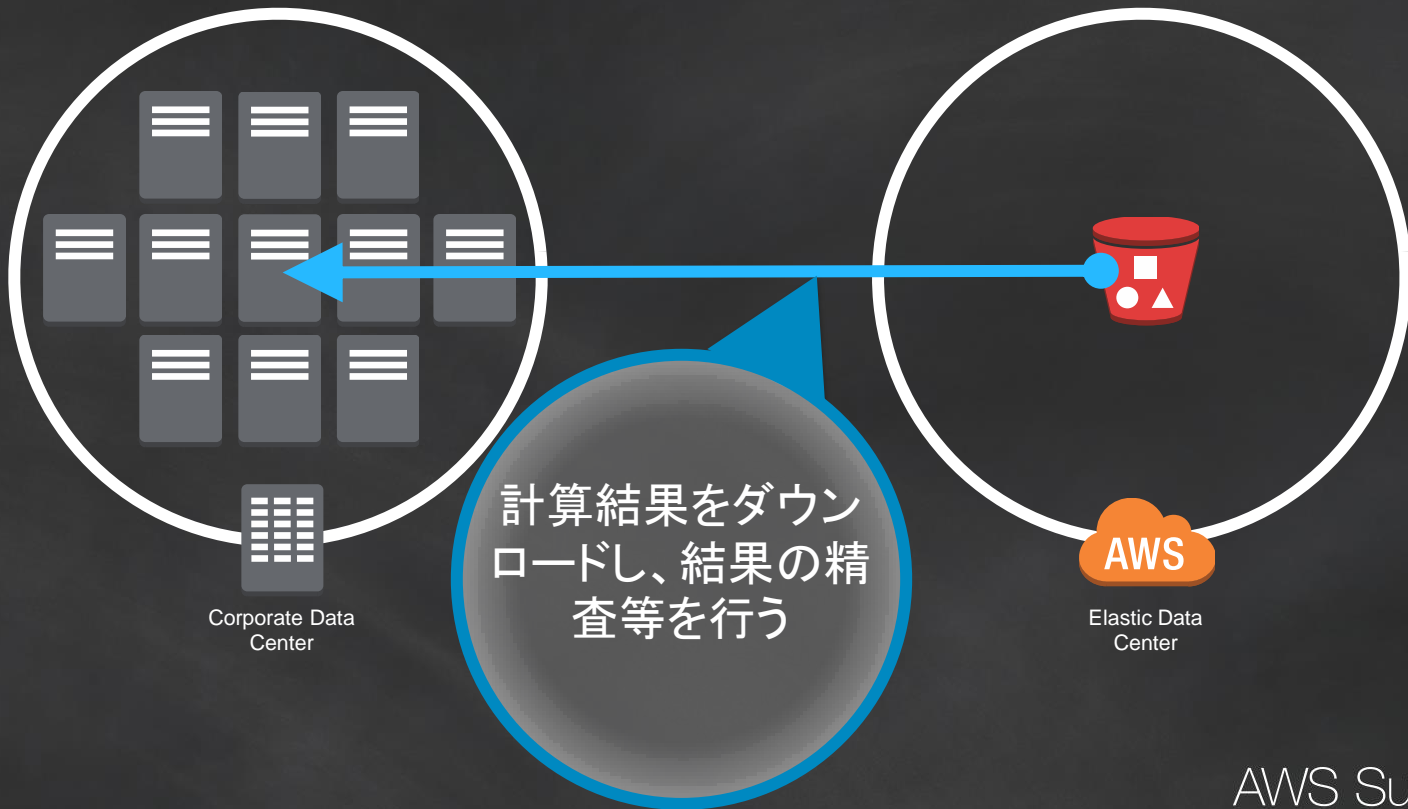 計算結果をダウン
ロードし、結果の精
査等を行う
AWS
Corporate Data
Center
Elastic Data
Center
AWS Su